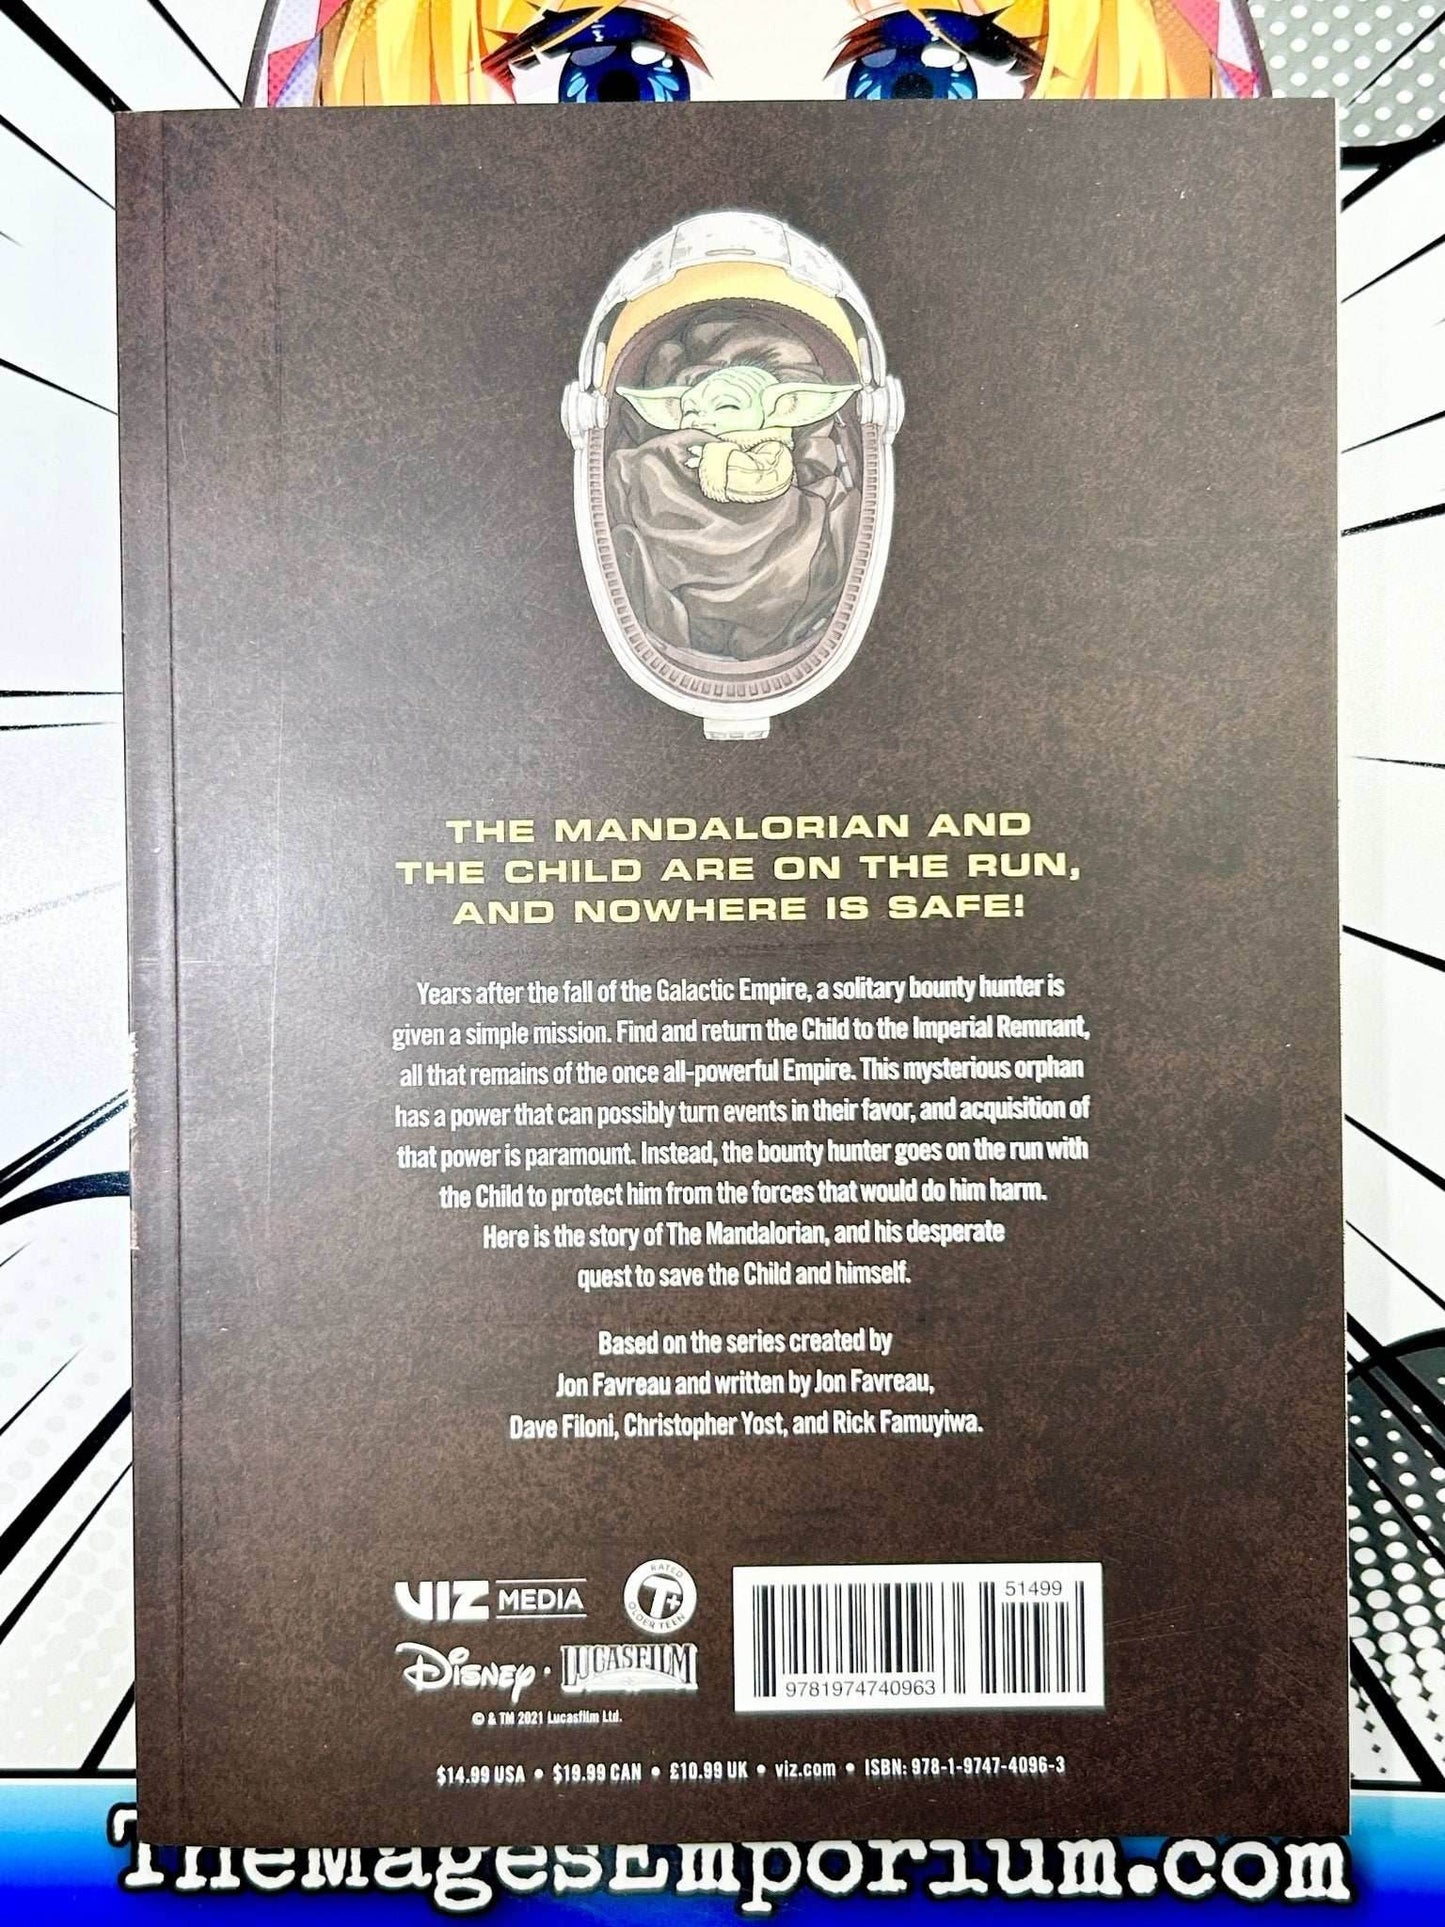 THE MANDALORIAN AND
THE CHILD ARE ON THE RUN,
AND NOWHERE IS SAFE!
Years after the fall of the Galactic Empire, a solitary bounty hunter is
given a simple mission. Find and return the Child to the Imperial Remnant,
all that remains of the once all-powerful Empire. This mysterious orphan
has a power that can possibly turn events in their favor, and acquisition of
that power is paramount. Instead, the bounty hunter goes on the run with
the Child to protect him from the forces that would do him harm.
Here is the story of The Mandalorian, and his desperate
quest to save the Child and himself.
Based on the series created by
Jon Favreau and written by Jon Favreau,
Dave Filoni, Christopher Yost, and Rick Famuyiwa.
VIZ MEDIA
RATED
T+
OLDER TEEN
51499
DISNEY · LUCASFILM
9781974740963
© & TM 2021 Lucasfilm Ltd.
$14.99 USA • $19.99 CAN • £10.99 UK • viz.com • ISBN: 978-1-9747-4096-3
TheMagesEmporium.com